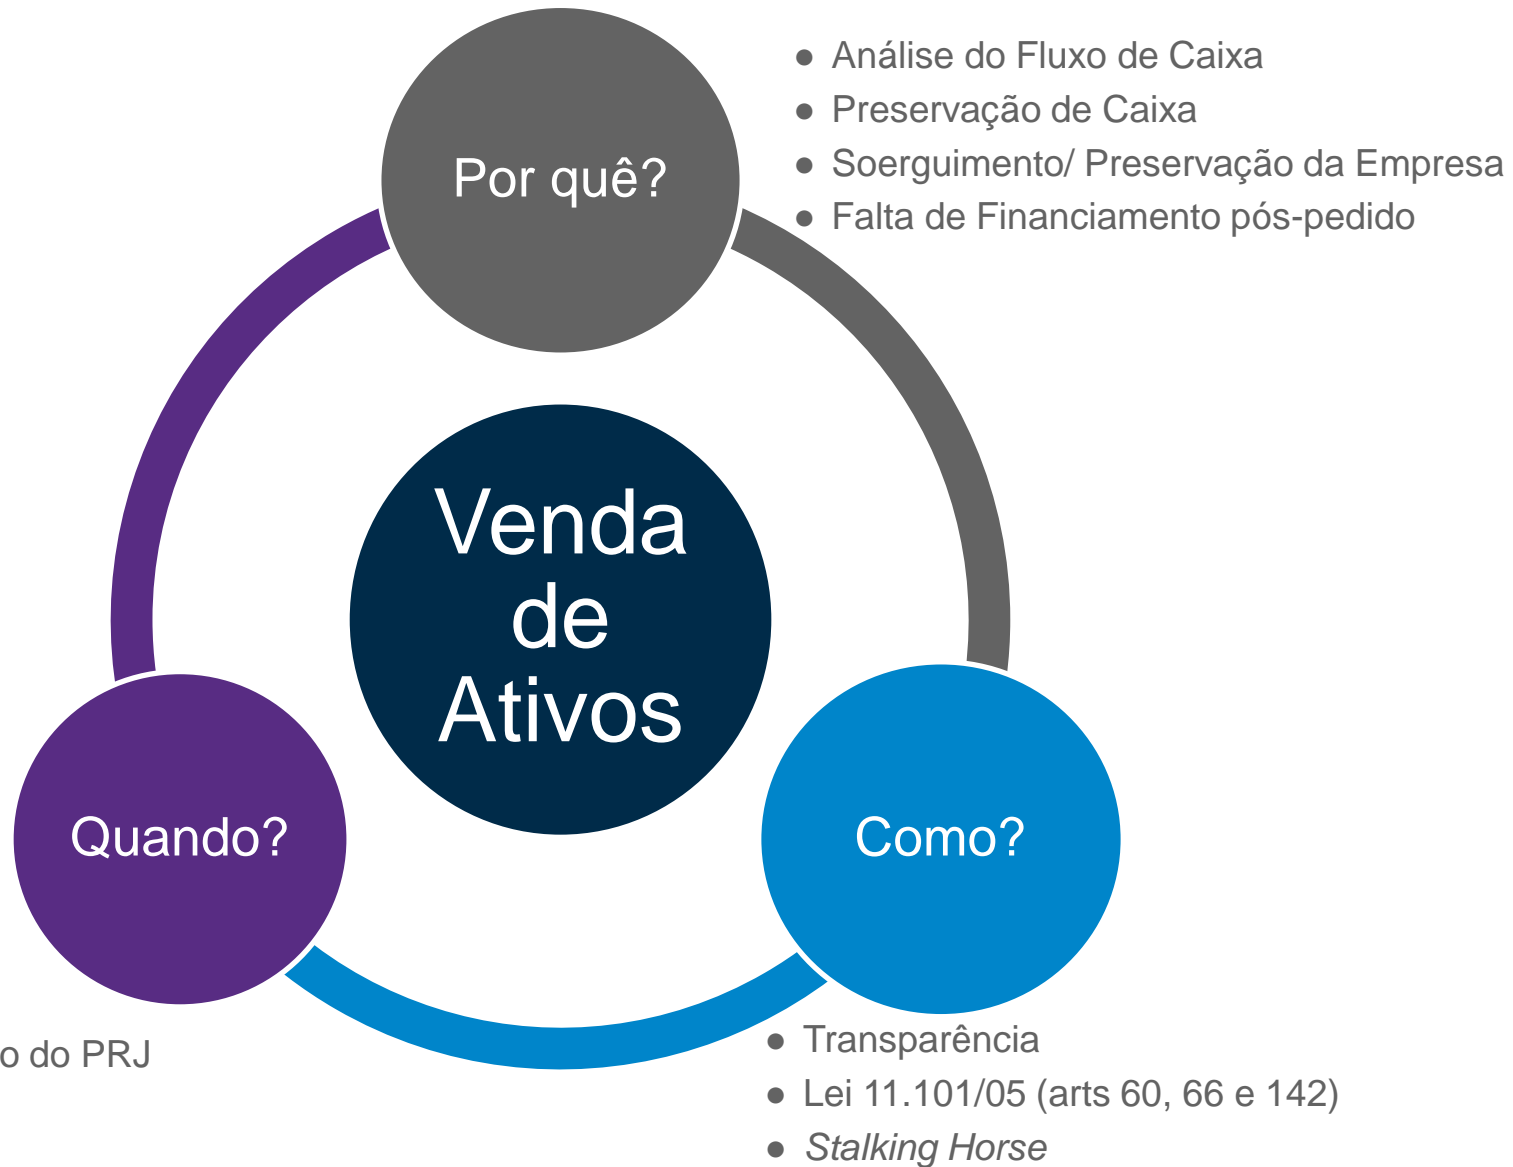 ● Análise do Fluxo de Caixa
● Preservação de Caixa
● Soerguimento/ Preservação da Empresa
● Falta de Financiamento pós-pedido
Por quê?
Venda
de
Ativos
Quando?
Como?
o do PRJ
● Transparência
● Lei 11.101/05 (arts 60, 66 e 142)
● Stalking Horse